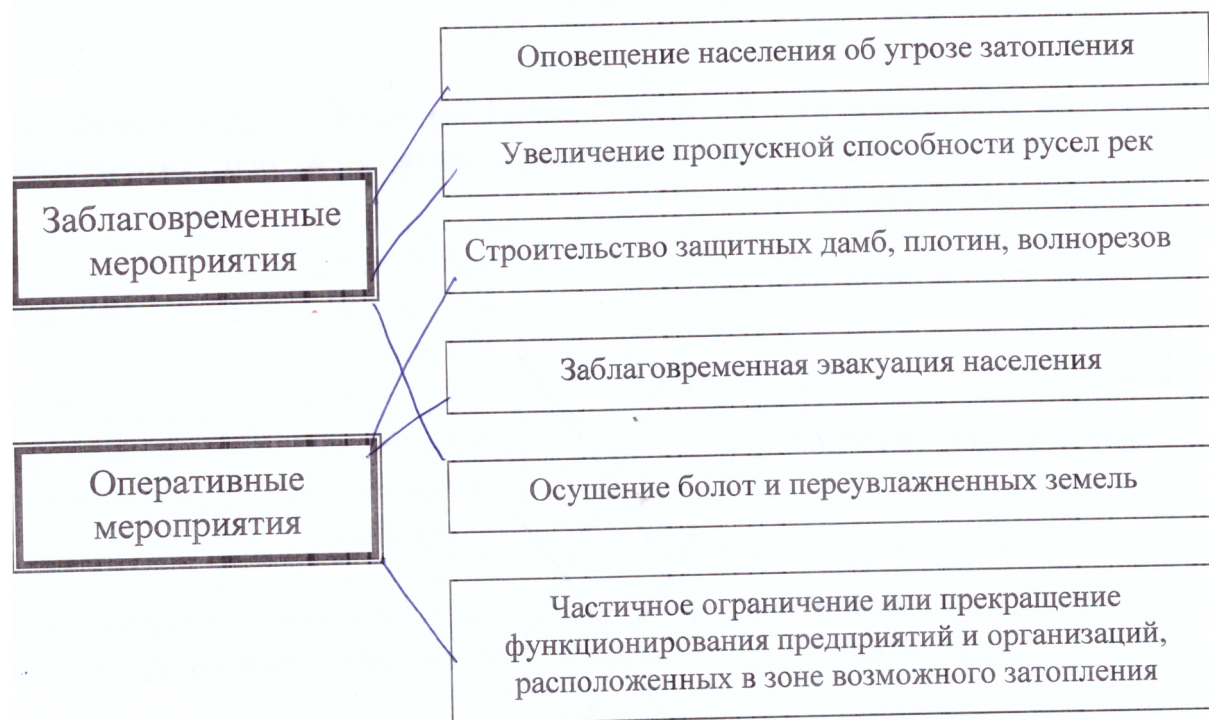 Заблаговременные
мероприятия
Оперативные
мероприятия
Оповещение населения об угрозе затопления
Увеличение пропускной способности русел рек
Строительство защитных дамб, плотин, волнорезов
Заблаговременная эвакуация населения
Осушение болот и переувлажненных земель
Частичное ограничение или прекращение
функционирования предприятий и организаций,
расположенных в зоне возможного затопления